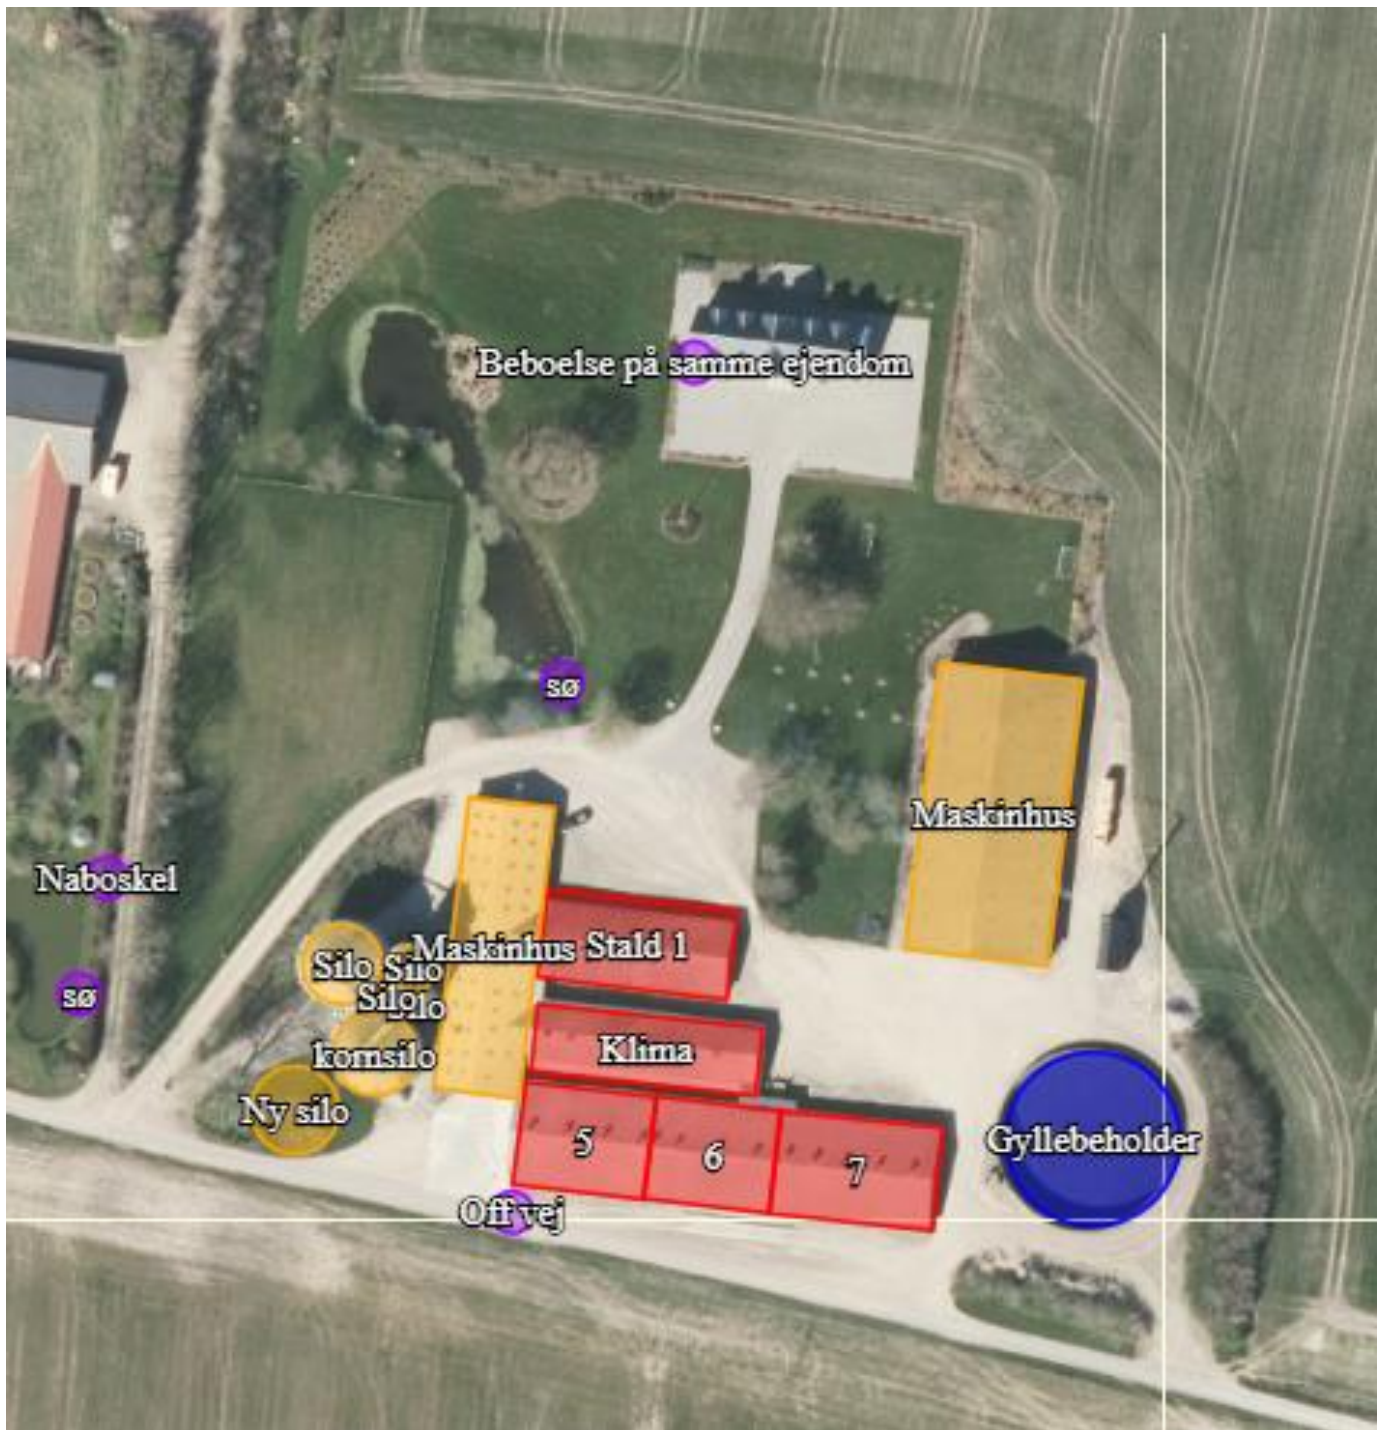 Beboelse på samme ejendom
sø
Maskinhus
Naboskel
Maskinhus
Stald 1
Silo
Silo
Silo
sø
Klima
kornsilo
Ny silo
5
6
7
Gyllebeholder
Off vej